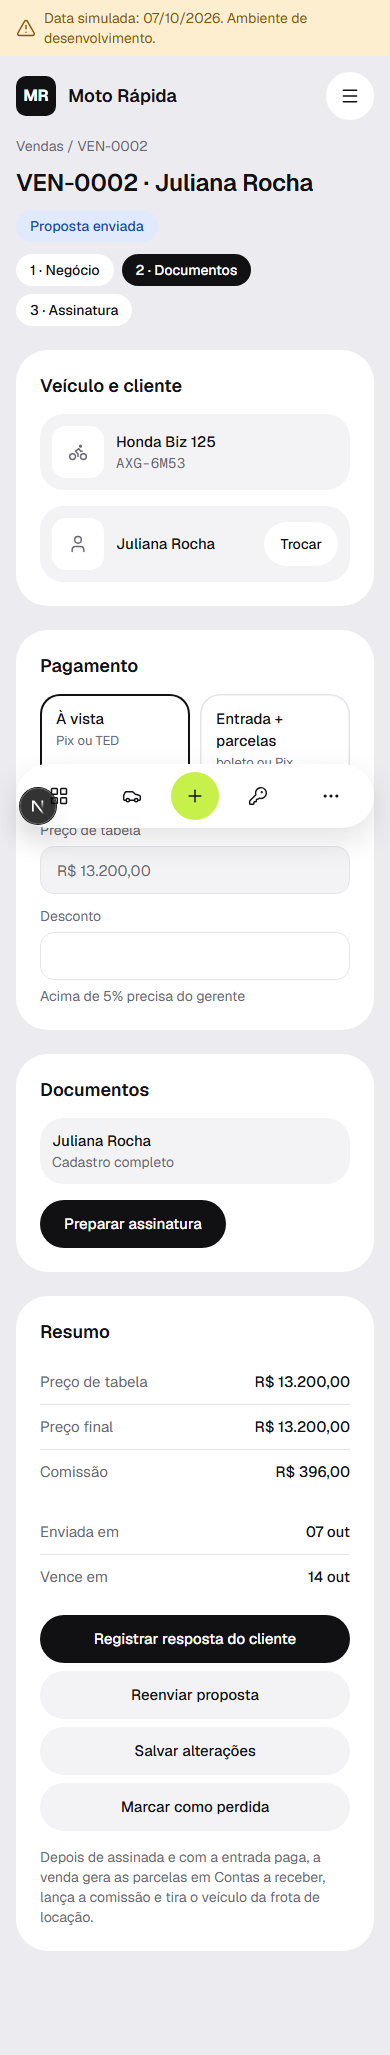 Data simulada: 07/10/2026. Ambiente de
desenvolvimento.
MR
Moto Rápida
Vendas / VEN-0002
VEN-0002 · Juliana Rocha
Proposta enviada
1 · Negócio
2 · Documentos
3 · Assinatura
Veículo e cliente
Honda Biz 125
AXG-6M53
Juliana Rocha
Trocar
Pagamento
À vista
Pix ou TED
Entrada +
parcelas
boleto ou Pix
N
Preço de tabela
R$ 13.200,00
Desconto
Acima de 5% precisa do gerente
Documentos
Juliana Rocha
Cadastro completo
Preparar assinatura
Resumo
Preço de tabela
R$ 13.200,00
Preço final
R$ 13.200,00
Comissão
R$ 396,00
Enviada em
07 out
Vence em
14 out
Registrar resposta do cliente
Reenviar proposta
Salvar alterações
Marcar como perdida
Depois de assinada e com a entrada paga, a
venda gera as parcelas em Contas a receber,
lança a comissão e tira o veículo da frota de
locação.